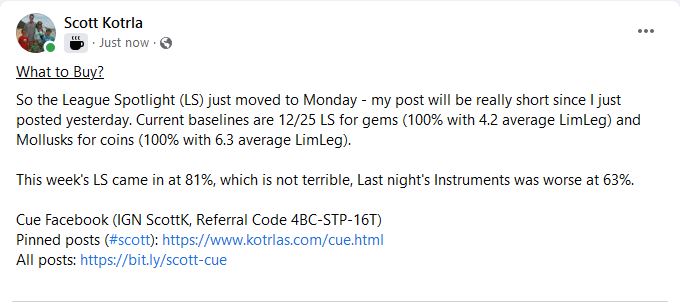 Scott Kotrla
· Just now ·
What to Buy?
So the League Spotlight (LS) just moved to Monday - my post will be really short since I just
posted yesterday. Current baselines are 12/25 LS for gems (100% with 4.2 average LimLeg) and
Mollusks for coins (100% with 6.3 average LimLeg).
This week's LS came in at 81%, which is not terrible, Last night's Instruments was worse at 63%.
Cue Facebook (IGN ScottK, Referral Code 4BC-STP-16T)
Pinned posts (#scott): https://www.kotrlas.com/cue.html
All posts: https://bit.ly/scott-cue